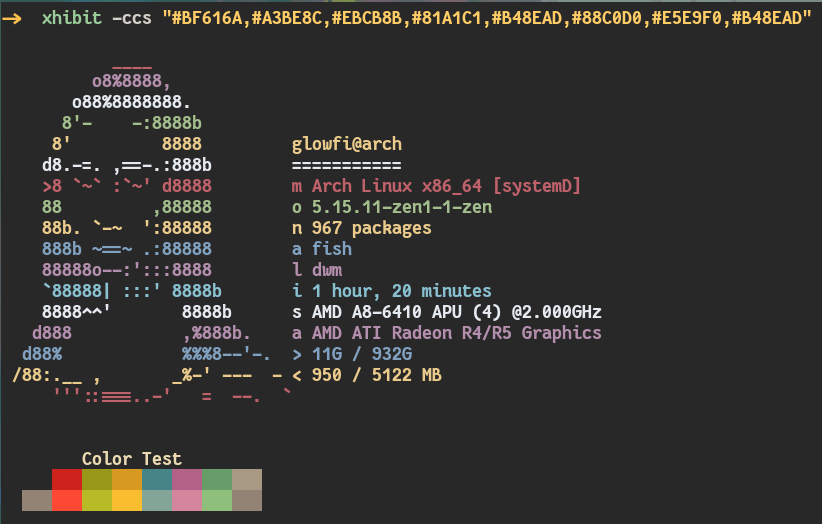 → xhibit -ccs "#BF616A,#A3BE8C,#EBCB8B,#81A1C1,#B48EAD,#88C0D0,#E5E9F0,#B48EAD"
          ____
        o8%8888,
      o88%8888888.
     8'-    -:8888b
    8'         8888         glowfi@arch
   d8.-=. ,==-.:888b        ===========
   >8 `~` :`~' d8888        m Arch Linux x86_64 [systemD]
   88         ,88888        o 5.15.11-zen1-1-zen
   88b. `-~  ':88888        n 967 packages
   888b ~==~ .:88888        a fish
   88888o--:':::8888        l dwm
   `88888| :::' 8888b       i 1 hour, 20 minutes
   8888^^'       8888b      s AMD A8-6410 APU (4) @2.000GHz
  d888           ,%888b.    a AMD ATI Radeon R4/R5 Graphics
 d88%            %%%8--'-.  > 11G / 932G
/88:.__ ,       _%-' ---  - < 950 / 5122 MB
    '''::===..-'   =  --.  `
Color Test